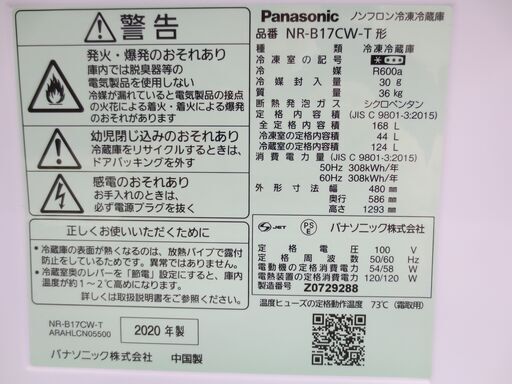 警告
発火・爆発のおそれあり
庫内では脱臭器等の
電気製品を使用しない
冷媒が漏れていると電気製品の接点
の火花による着火・着火による爆発
のおそれがあります
幼児閉じ込みのおそれあり
冷蔵庫をリサイクルするときは、
ドアパッキングを外す
感電のおそれあり
お手入れのときは、
必ず電源プラグを抜く
正しくお使いいただくために
・冷蔵庫の表面が熱くなるのは、放熱パイプで露付
防止をしているためです。異常ではありません。
・冷蔵室奥のレバーを「節電」設定にすると、庫内
温度が約1～2℃高めになります。
詳しくは取扱説明書をご覧ください。
NR-B17CW-T
ARAHLCN05500
2020年製
パナソニック株式会社 中国製
Panasonic ノンフロン冷凍冷蔵庫
品番 NR-B17CW-T 形
種類 冷凍冷蔵庫
冷凍室の記号
冷媒 R600a
冷媒封入量 30 g
質量 36 kg
断熱発泡ガス シクロペンタン
定格内容積 (JIS C 9801-3:2015)
全定格内容積 168 L
冷凍室の定格内容積 44 L
冷蔵室の定格内容積 124 L
消費電力量 (JIS C 9801-3:2015)
50Hz 308kWh/年
60Hz 308kWh/年
外形寸法 幅 480 mm
奥行 586 mm
高さ 1293 mm
JET PS E パナソニック株式会社
定格電圧 100 V
定格周波数 50/60 Hz
電動機の定格消費電力 54/58 W
電熱装置の定格消費電力 120/120 W
製造番号 Z0729288
温度ヒューズの定格動作温度 73℃ (霜取用)